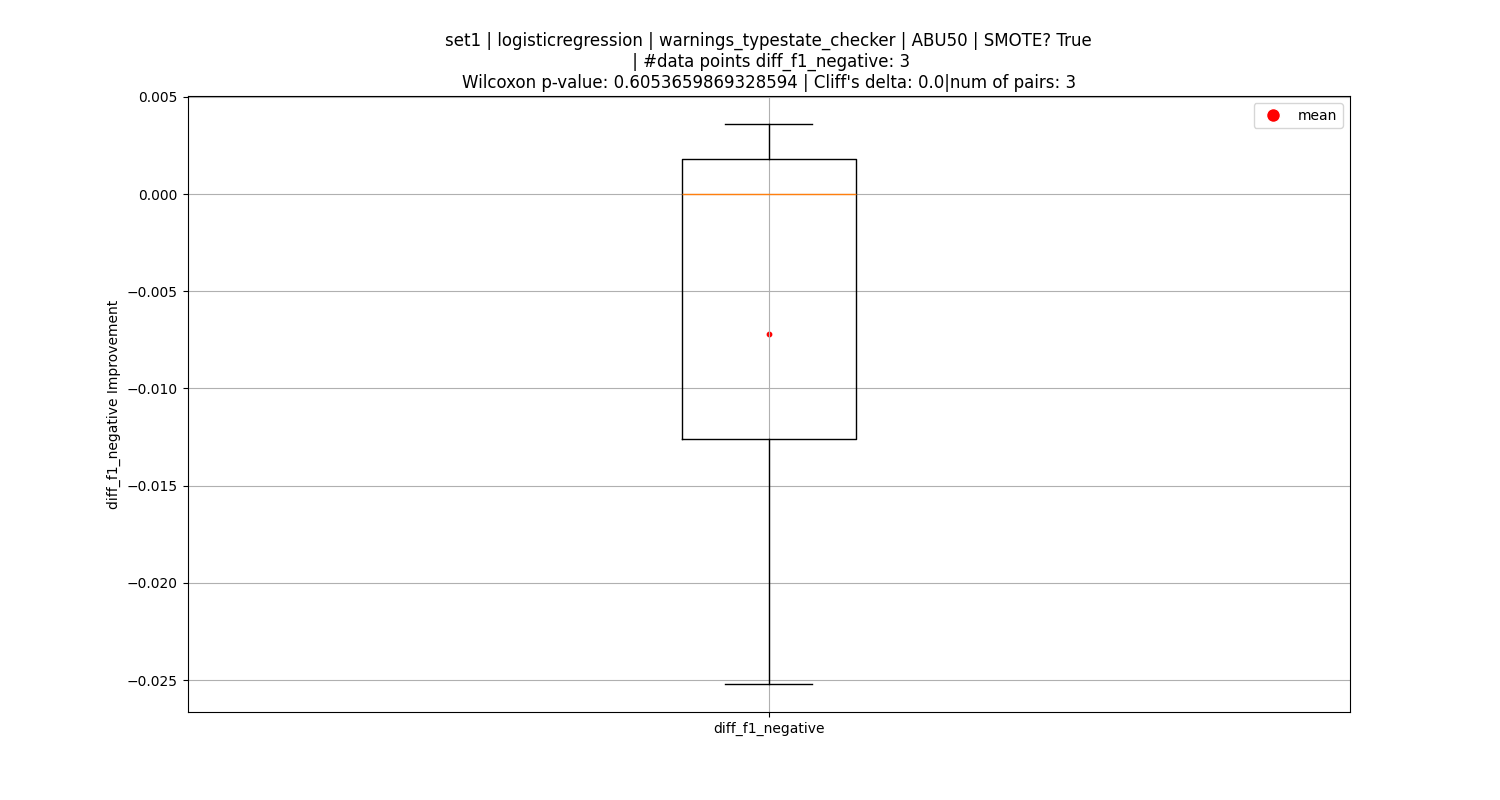 set1 | logisticregression | warnings_typestate_checker | ABU50 | SMOTE? True
| #data points diff_f1_negative: 3
Wilcoxon p-value: 0.6053659869328594 | Cliff's delta: 0.0|num of pairs: 3
0.005
mean
0.000
−0.005
diff_f1_negative Improvement
−0.010
−0.015
−0.020
−0.025
diff_f1_negative